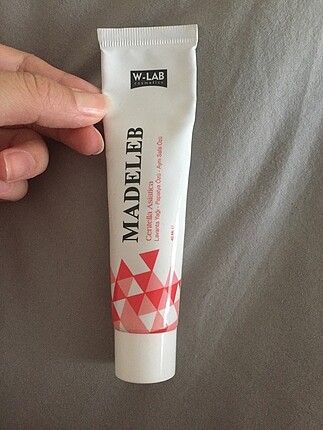 W-LAB
cosmetics
MADELEB
Centella Asiatica
Lavanta Yağı - Papatya Özü - Aynı Safa Özü